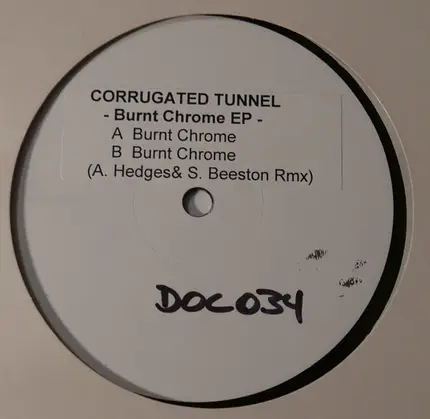 CORRUGATED TUNNEL
- Burnt Chrome EP -
A Burnt Chrome
B Burnt Chrome
(A. Hedges& S. Beeston Rmx)
DOC034